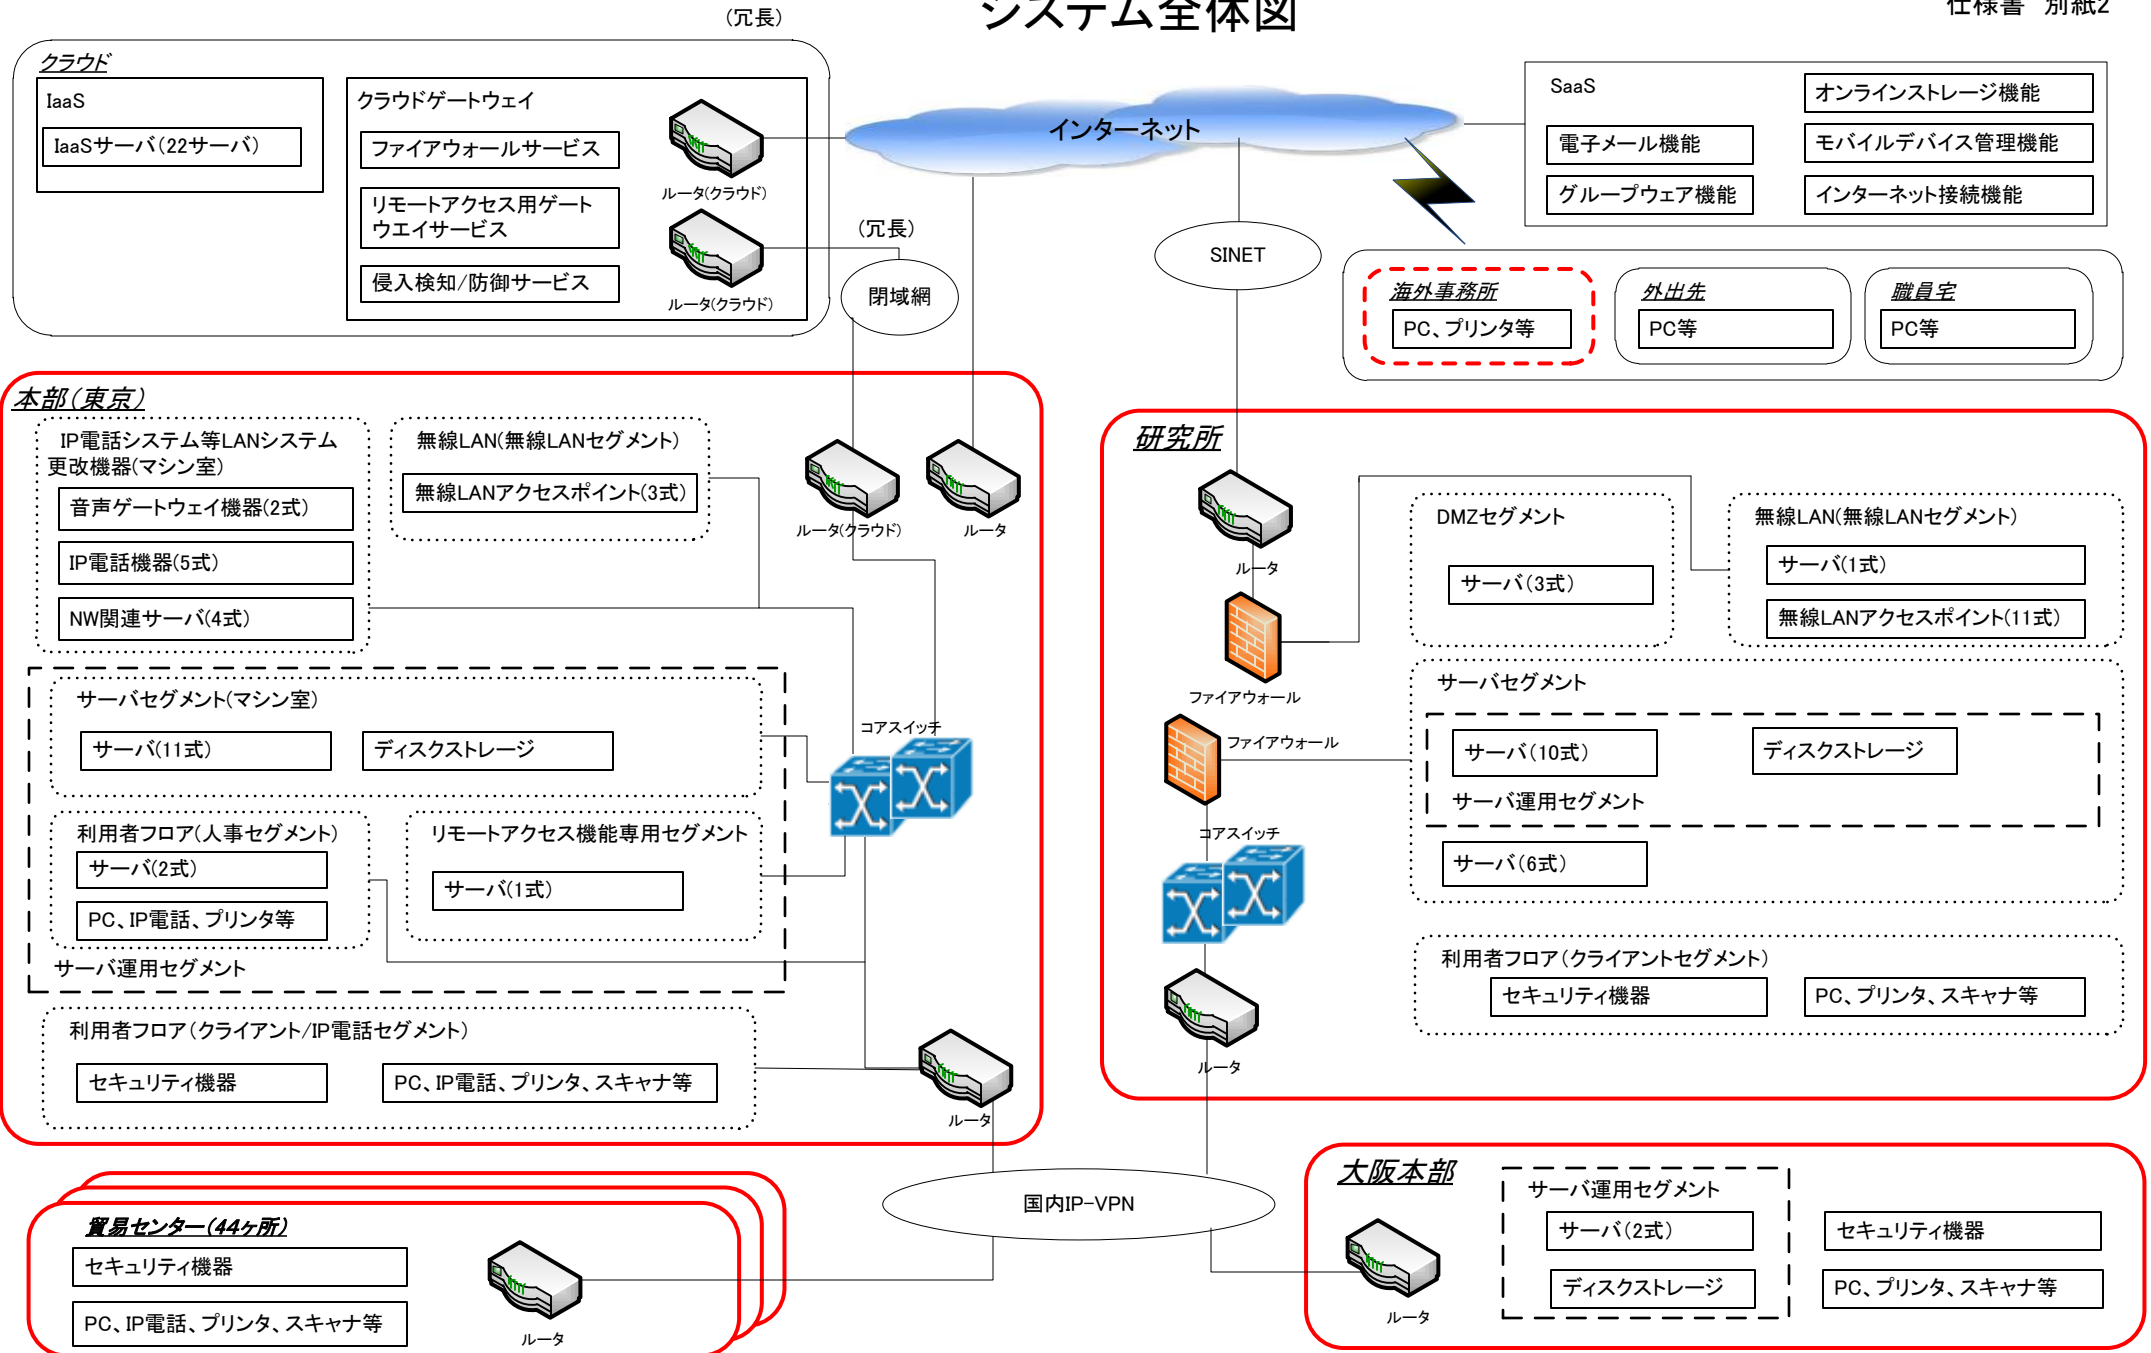 (冗長)
システム全体図
仕様書 別紙2
クラウド
IaaS
IaaSサーバ(22サーバ)
クラウドゲートウェイ
ファイアウォールサービス
リモートアクセス用ゲート
ウエイサービス
侵入検知/防御サービス
ルータ(クラウド)
ルータ(クラウド)
(冗長)
閉域網
インターネット
SINET
SaaS
電子メール機能
グループウェア機能
オンラインストレージ機能
モバイルデバイス管理機能
インターネット接続機能
海外事務所
PC、プリンタ等
外出先
PC等
職員宅
PC等
本部(東京)
IP電話システム等LANシステム
更改機器(マシン室)
音声ゲートウェイ機器(2式)
IP電話機器(5式)
NW関連サーバ(4式)
無線LAN(無線LANセグメント)
無線LANアクセスポイント(3式)
ルータ(クラウド)
ルータ
サーバセグメント(マシン室)
サーバ(11式)
ディスクストレージ
コアスイッチ
利用者フロア(人事セグメント)
サーバ(2式)
PC、IP電話、プリンタ等
リモートアクセス機能専用セグメント
サーバ(1式)
サーバ運用セグメント
利用者フロア(クライアント/IP電話セグメント)
セキュリティ機器
PC、IP電話、プリンタ、スキャナ等
ルータ
研究所
ルータ
ファイアウォール
ファイアウォール
コアスイッチ
ルータ
DMZセグメント
サーバ(3式)
無線LAN(無線LANセグメント)
サーバ(1式)
無線LANアクセスポイント(11式)
サーバセグメント
サーバ(10式)
ディスクストレージ
サーバ運用セグメント
サーバ(6式)
利用者フロア(クライアントセグメント)
セキュリティ機器
PC、プリンタ、スキャナ等
国内IP-VPN
貿易センター(44ヶ所)
セキュリティ機器
PC、IP電話、プリンタ、スキャナ等
ルータ
大阪本部
ルータ
サーバ運用セグメント
サーバ(2式)
ディスクストレージ
セキュリティ機器
PC、プリンタ、スキャナ等